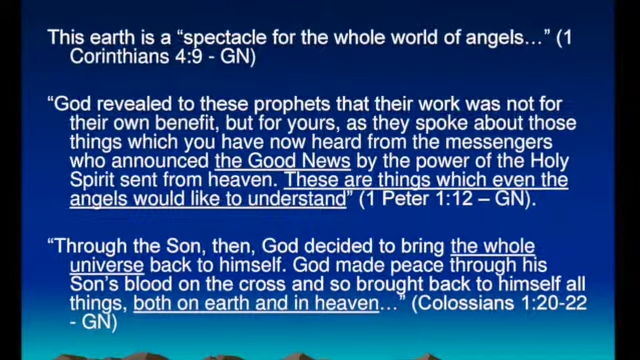 This earth is a “spectacle for the whole world of angels…” (1
Corinthians 4:9 - GN)
“God revealed to these prophets that their work was not for
their own benefit, but for yours, as they spoke about those
things which you have now heard from the messengers
who announced the Good News by the power of the Holy
Spirit sent from heaven. These are things which even the
angels would like to understand” (1 Peter 1:12 – GN).
“Through the Son, then, God decided to bring the whole
universe back to himself. God made peace through his
Son’s blood on the cross and so brought back to himself all
things, both on earth and in heaven…” (Colossians 1:20-22
- GN)